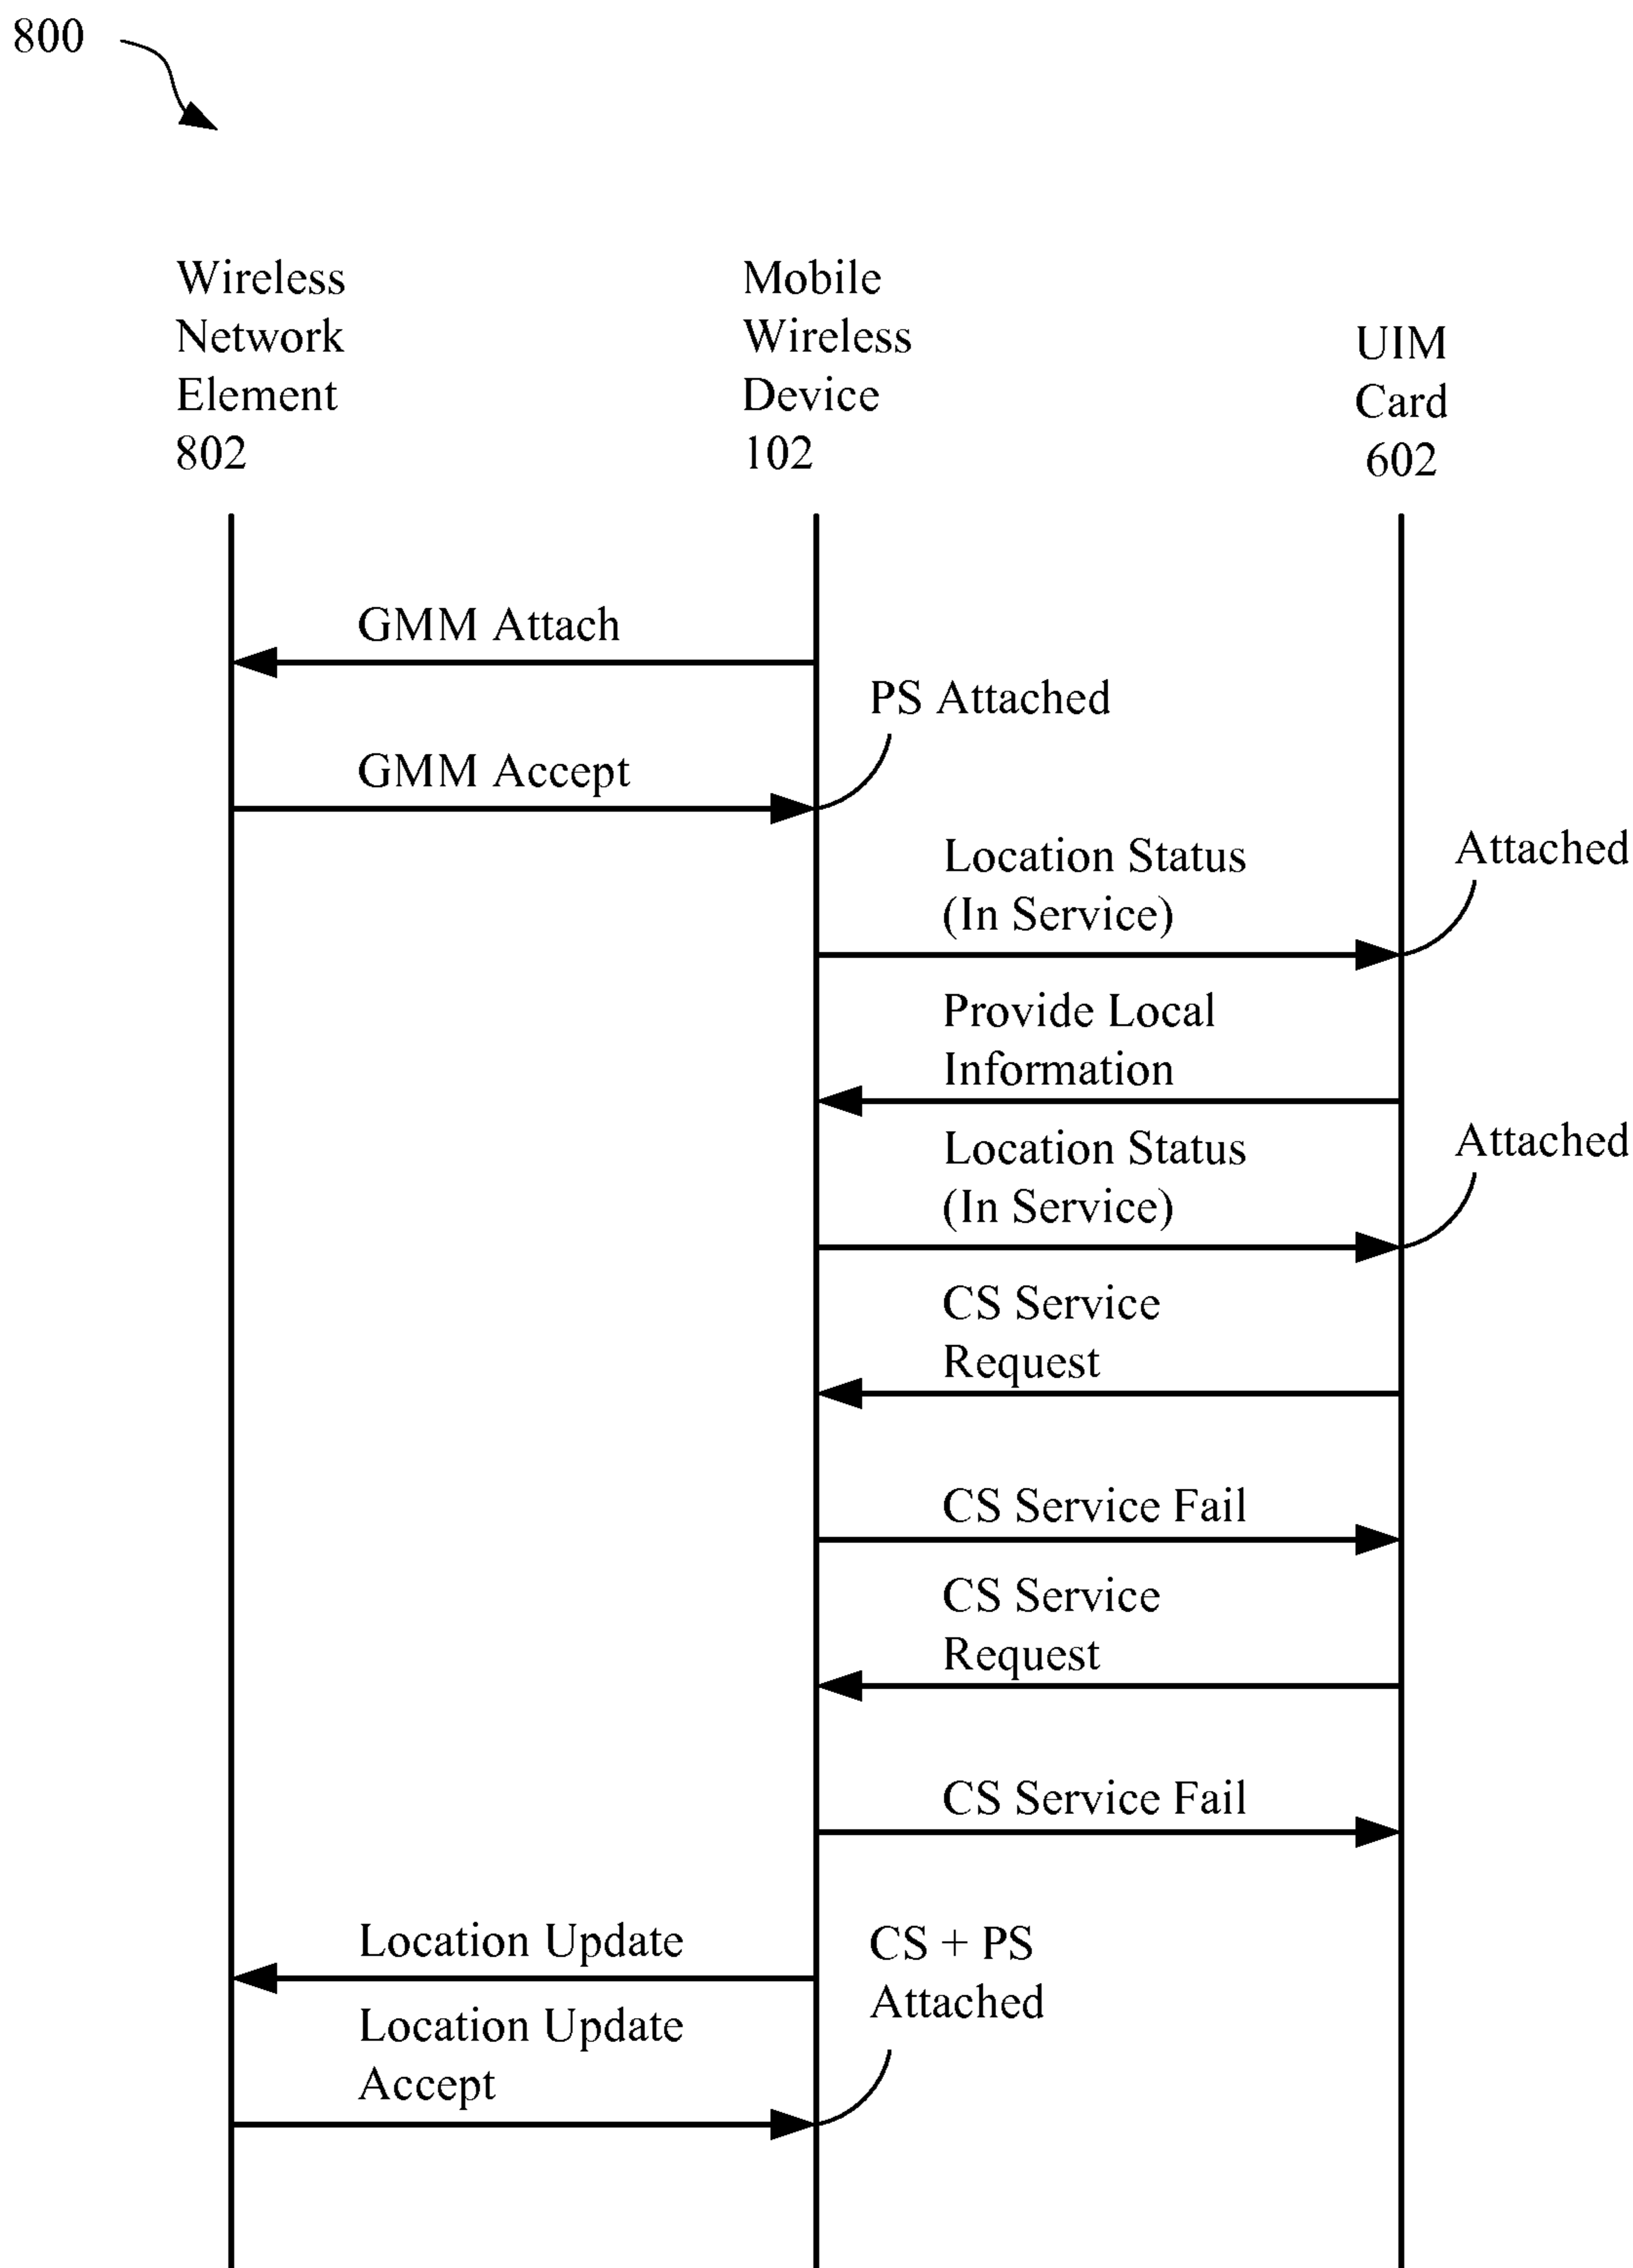 800
Wireless
Network
Element
802
Mobile
Wireless
Device
102
UIM
Card
602
GMM Attach
PS Attached
GMM Accept
Location Status
(In Service)
Attached
Provide Local
Information
Location Status
(In Service)
Attached
CS Service
Request
CS Service Fail
CS Service
Request
CS Service Fail
Location Update
CS + PS
Attached
Location Update
Accept